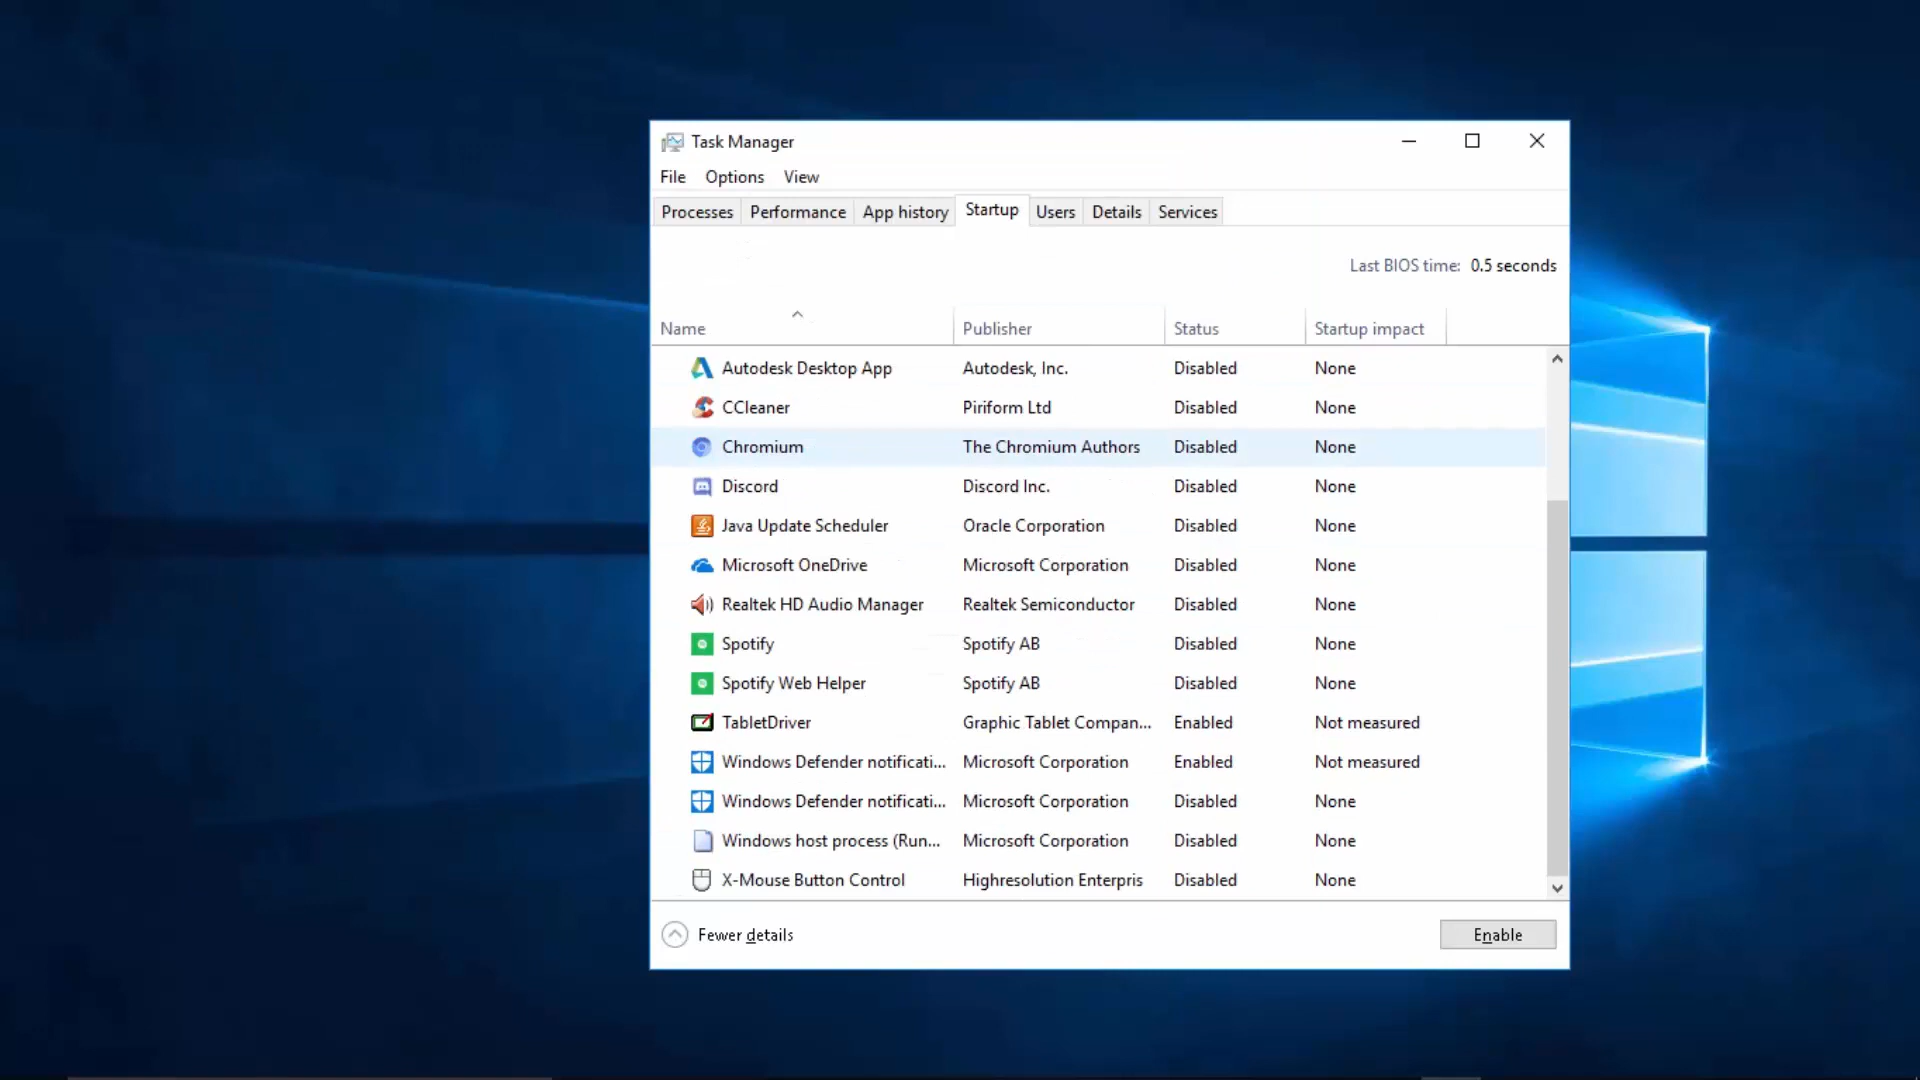 Task Manager
File Options View
Processes Performance App history Startup Users Details Services
Last BIOS time: 0.5 seconds
Name Publisher Status Startup impact
Autodesk Desktop App Autodesk, Inc. Disabled None
CCleaner Piriform Ltd Disabled None
Chromium The Chromium Authors Disabled None
Discord Discord Inc. Disabled None
Java Update Scheduler Oracle Corporation Disabled None
Microsoft OneDrive Microsoft Corporation Disabled None
Realtek HD Audio Manager Realtek Semiconductor Disabled None
Spotify Spotify AB Disabled None
Spotify Web Helper Spotify AB Disabled None
TabletDriver Graphic Tablet Compan... Enabled Not measured
Windows Defender notificati... Microsoft Corporation Enabled Not measured
Windows Defender notificati... Microsoft Corporation Disabled None
Windows host process (Run... Microsoft Corporation Disabled None
X-Mouse Button Control Highresolution Enterpris Disabled None
Fewer details Enable